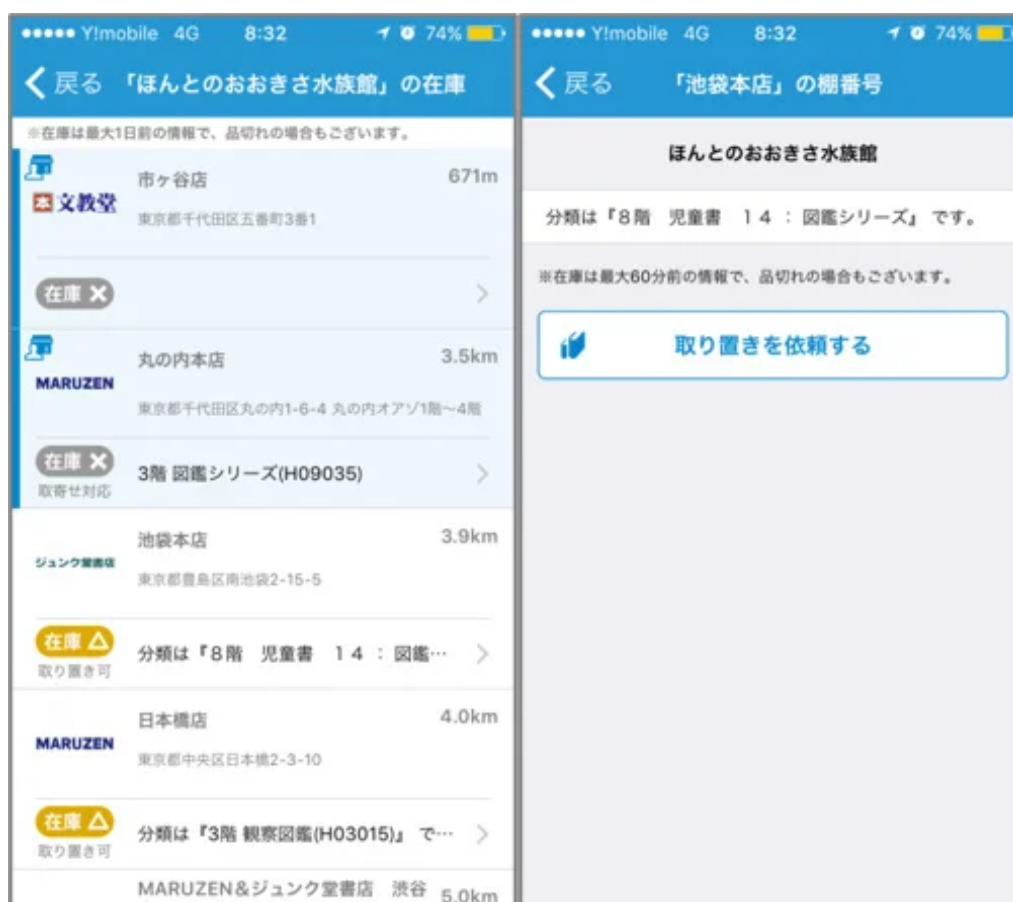 Y!mobile 4G 8:32 74%
戻る 「ほんとのおおきさ水族館」の在庫
※在庫は最大1日前の情報で、品切れの場合もございます。
本 文教堂
市ヶ谷店 671m
東京都千代田区五番町3番1
在庫 ×
MARUZEN
丸の内本店 3.5km
東京都千代田区丸の内1-6-4 丸の内オアゾ1階〜4階
在庫 ×
取寄せ対応
3階 図鑑シリーズ(H09035)
ジュンク堂書店
池袋本店 3.9km
東京都豊島区南池袋2-15-5
在庫 △
取り置き可
分類は『8階 児童書 14 : 図鑑…
MARUZEN
日本橋店 4.0km
東京都中央区日本橋2-3-10
在庫 △
取り置き可
分類は『3階 観察図鑑(H03015)』 で…
MARUZEN&ジュンク堂書店 渋谷 5.0km
Y!mobile 4G 8:32 74%
戻る 「池袋本店」の棚番号
ほんとのおおきさ水族館
分類は『8階 児童書 14 : 図鑑シリーズ』 です。
※在庫は最大60分前の情報で、品切れの場合もございます。
取り置きを依頼する